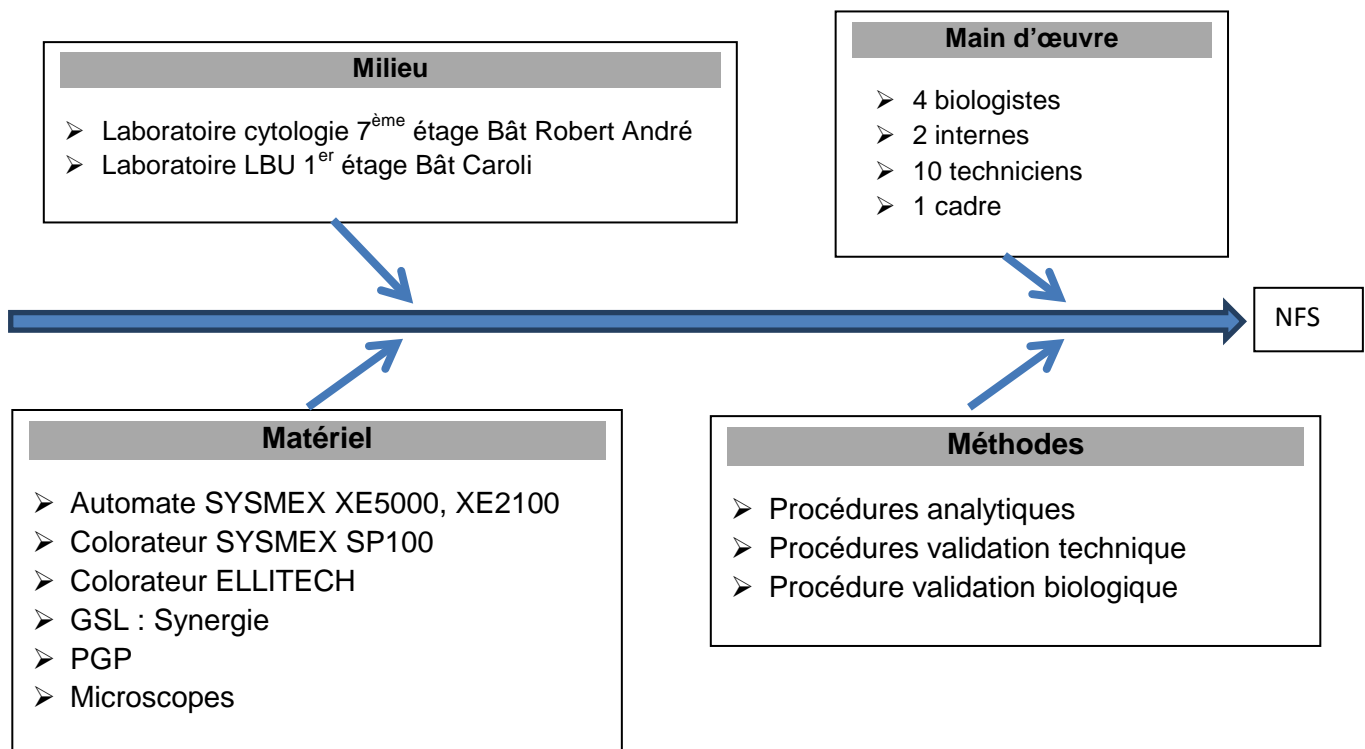 Milieu
➢ Laboratoire cytologie 7ème étage Bât Robert André
➢ Laboratoire LBU 1er étage Bât Caroli
Main d'œuvre
➢ 4 biologistes
➢ 2 internes
➢ 10 techniciens
➢ 1 cadre
NFS
Matériel
➢ Automate SYSMEX XE5000, XE2100
➢ Colorateur SYSMEX SP100
➢ Colorateur ELLITECH
➢ GSL : Synergie
➢ PGP
➢ Microscopes
Méthodes
➢ Procédures analytiques
➢ Procédures validation technique
➢ Procédure validation biologique